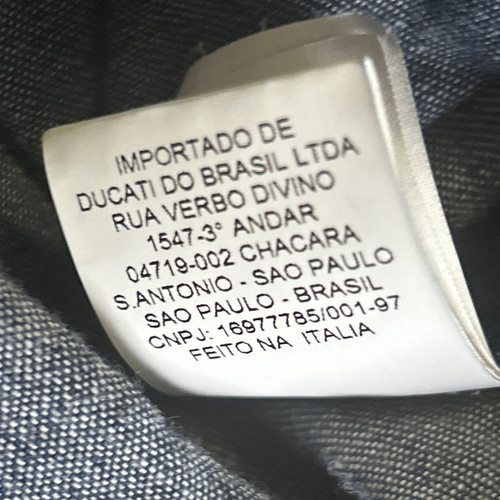 IMPORTADO DE
DUCATI DO BRASIL LTDA
RUA VERBO DIVINO
1547-3° ANDAR
04719-002 CHACARA
S.ANTONIO - SAO PAULO
SAO PAULO - BRASIL
CNPJ: 16977785/001-97
FEITO NA ITALIA